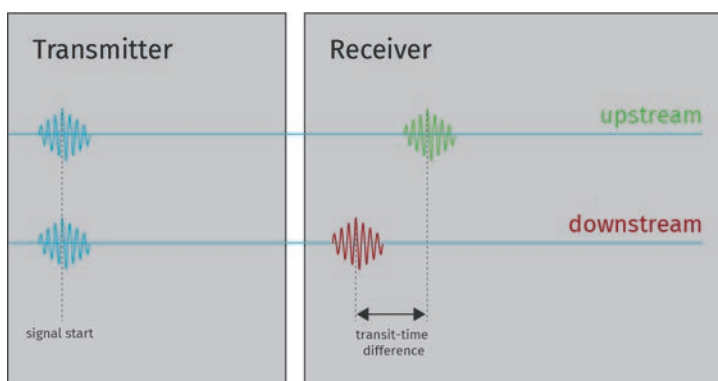 Transmitter
Receiver
upstream
downstream
signal start
transit-time
difference